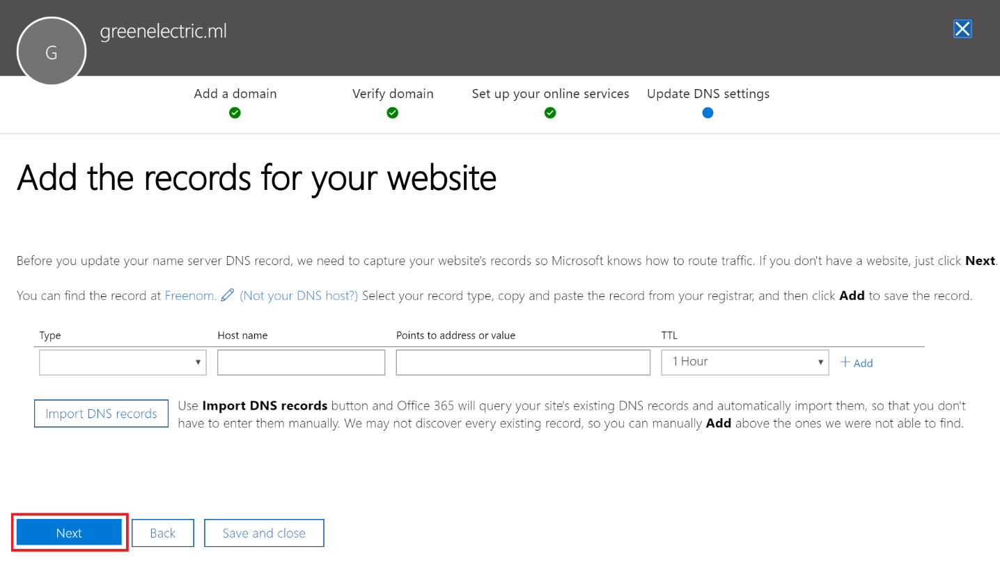 G
greenelectric.ml
Add a domain
Verify domain
Set up your online services
Update DNS settings
Add the records for your website
Before you update your name server DNS record, we need to capture your website's records so Microsoft knows how to route traffic. If you don't have a website, just click Next.
You can find the record at Freenom. (Not your DNS host?) Select your record type, copy and paste the record from your registrar, and then click Add to save the record.
Type
Host name
Points to address or value
TTL
1 Hour
+ Add
Import DNS records
Use Import DNS records button and Office 365 will query your site's existing DNS records and automatically import them, so that you don't
have to enter them manually. We may not discover every existing record, so you can manually Add above the ones we were not able to find.
Next
Back
Save and close